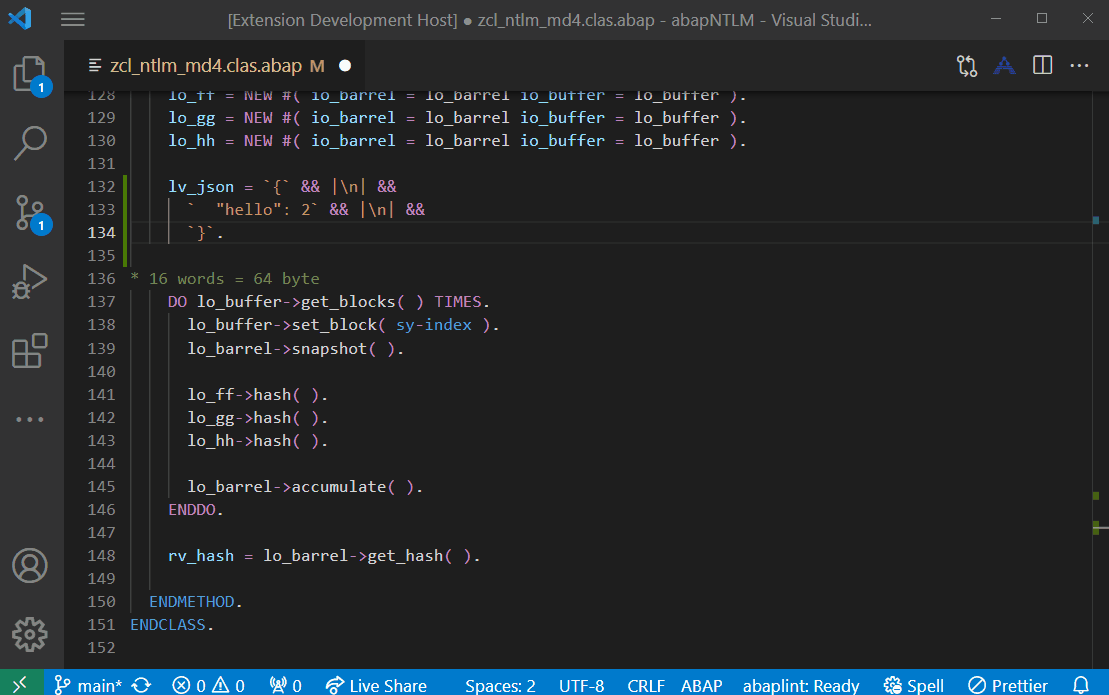 [Extension Development Host] ● zcl_ntlm_md4.clas.abap - abapNTLM - Visual Studi...
zcl_ntlm_md4.clas.abap M ●
1
1
128 lo_ff = NEW #( io_barrel = lo_barrel io_buffer = lo_buffer ).
129 lo_gg = NEW #( io_barrel = lo_barrel io_buffer = lo_buffer ).
130 lo_hh = NEW #( io_barrel = lo_barrel io_buffer = lo_buffer ).
131
132 lv_json = `{` && |\n| &&
133 `  "hello": 2` && |\n| &&
134 `}`.
135
136 * 16 words = 64 byte
137 DO lo_buffer->get_blocks( ) TIMES.
138 lo_buffer->set_block( sy-index ).
139 lo_barrel->snapshot( ).
140
141 lo_ff->hash( ).
142 lo_gg->hash( ).
143 lo_hh->hash( ).
144
145 lo_barrel->accumulate( ).
146 ENDDO.
147
148 rv_hash = lo_barrel->get_hash( ).
149
150 ENDMETHOD.
151 ENDCLASS.
152
main* 0 0 0 Live Share Spaces: 2 UTF-8 CRLF ABAP abaplint: Ready Spell Prettier